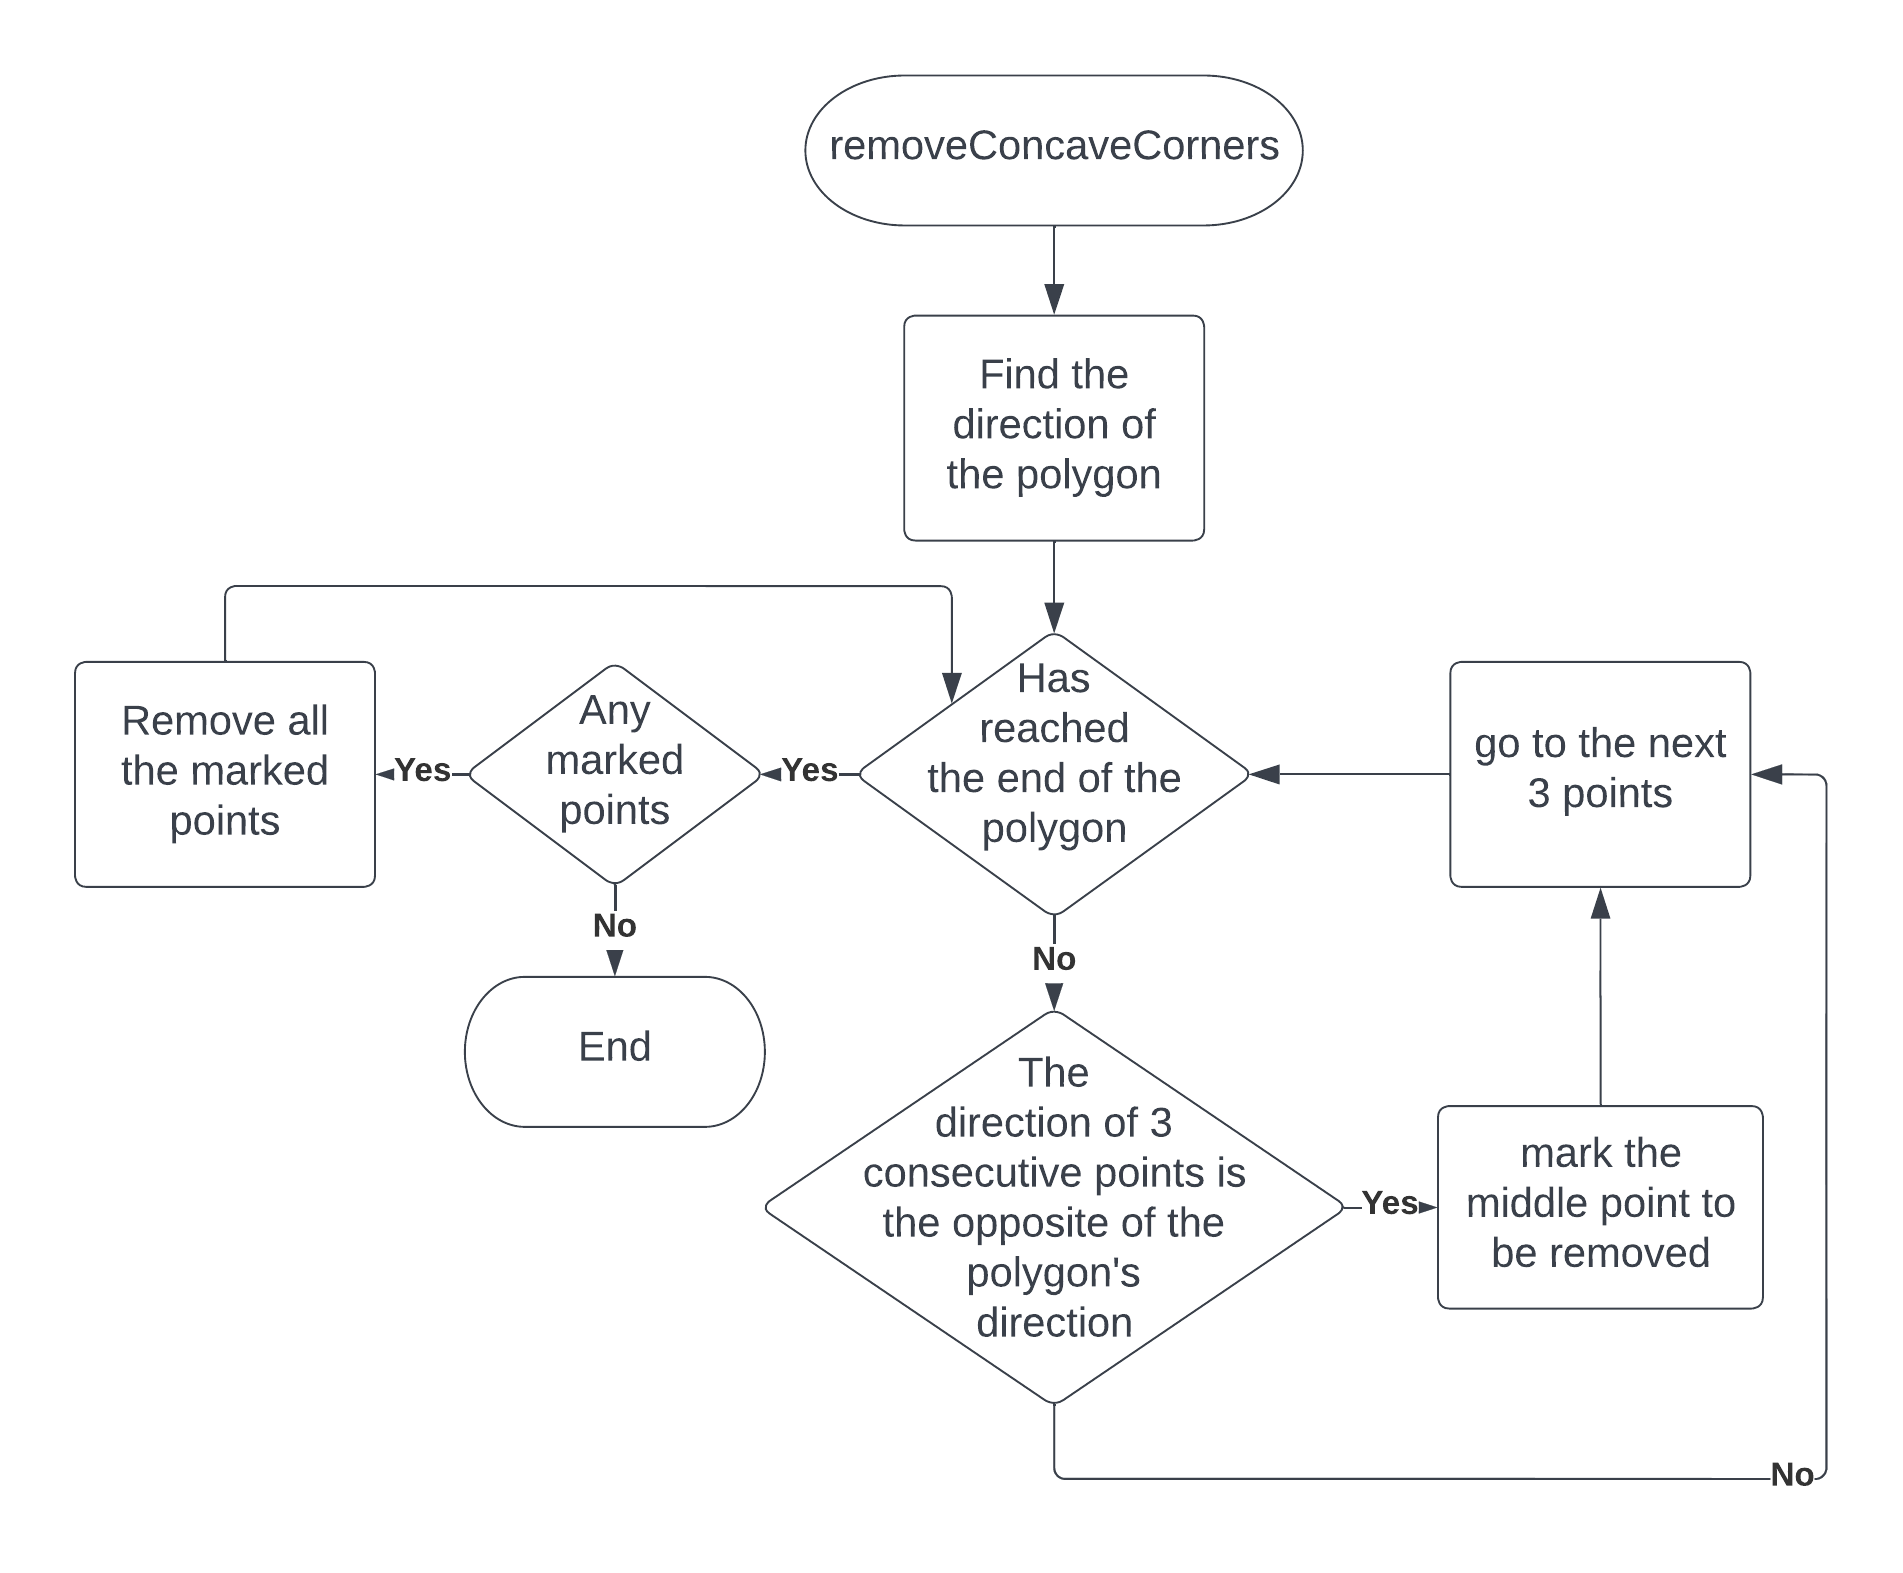 removeConcaveCorners
Find the
direction of
the polygon
Has
reached
the end of the
polygon
Yes
Any
marked
points
Yes
Remove all
the marked
points
No
End
No
The
direction of 3
consecutive points is
the opposite of the
polygon's
direction
Yes
mark the
middle point to
be removed
go to the next
3 points
No